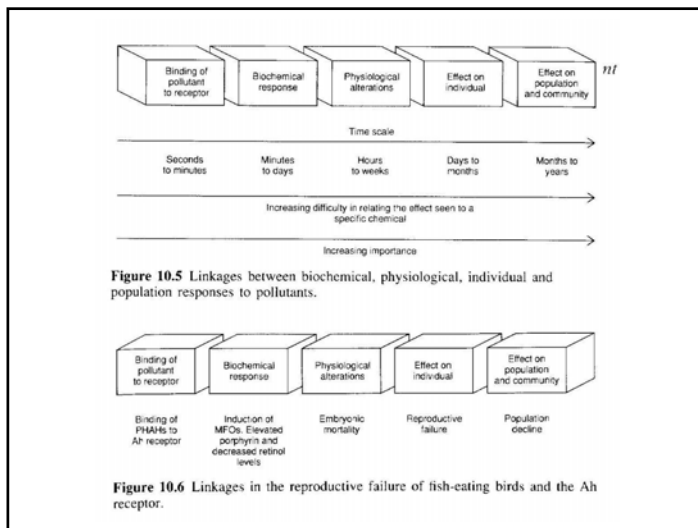 Binding of
pollutant
to receptor
Biochemical
response
Physiological
alterations
Effect on
individual
Effect on
population
and community
nt
Time scale
Seconds
to minutes
Minutes
to days
Hours
to weeks
Days to
months
Months to
years
Increasing difficulty in relating the effect seen to a
specific chemical
Increasing importance
Figure 10.5 Linkages between biochemical, physiological, individual and
population responses to pollutants.
Binding of
pollutant
to receptor
Biochemical
response
Physiological
alterations
Effect on
individual
Effect on
population
and community
Binding of
PHAHs to
Ah receptor
Induction of
MFOs. Elevated
porphyrin and
decreased retinol
levels
Embryonic
mortality
Reproductive
failure
Population
decline
Figure 10.6 Linkages in the reproductive failure of fish-eating birds and the Ah
receptor.